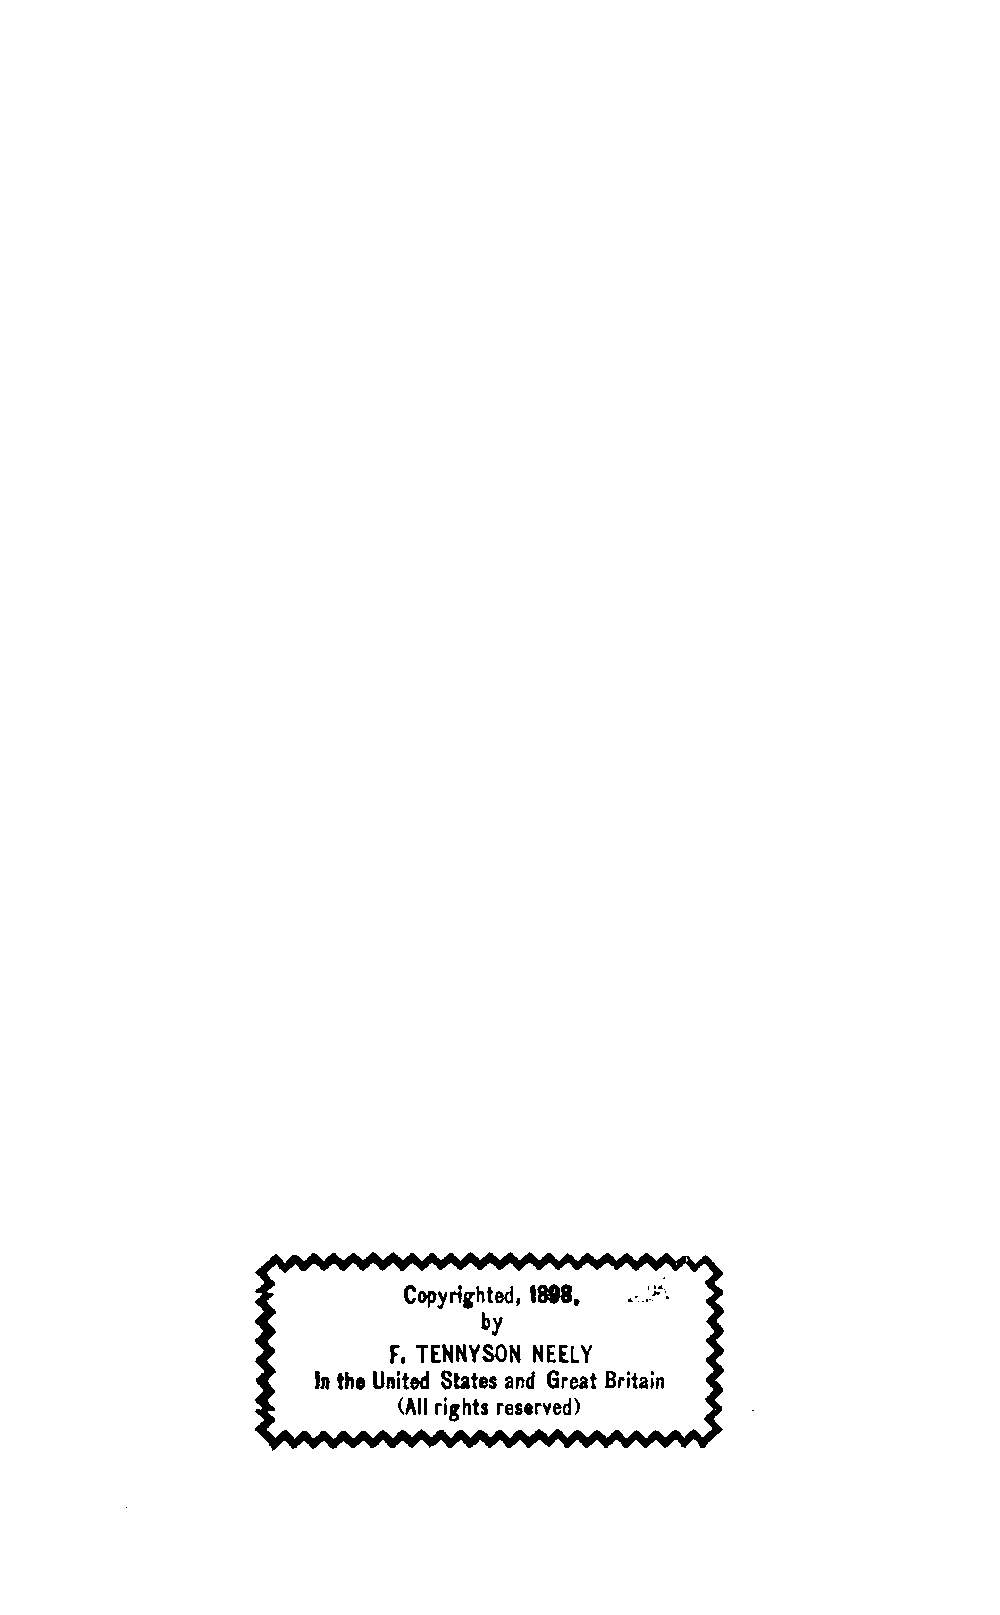 Copyrighted, 1898,
by
F. TENNYSON NEELY
In the United States and Great Britain
(All rights reserved)